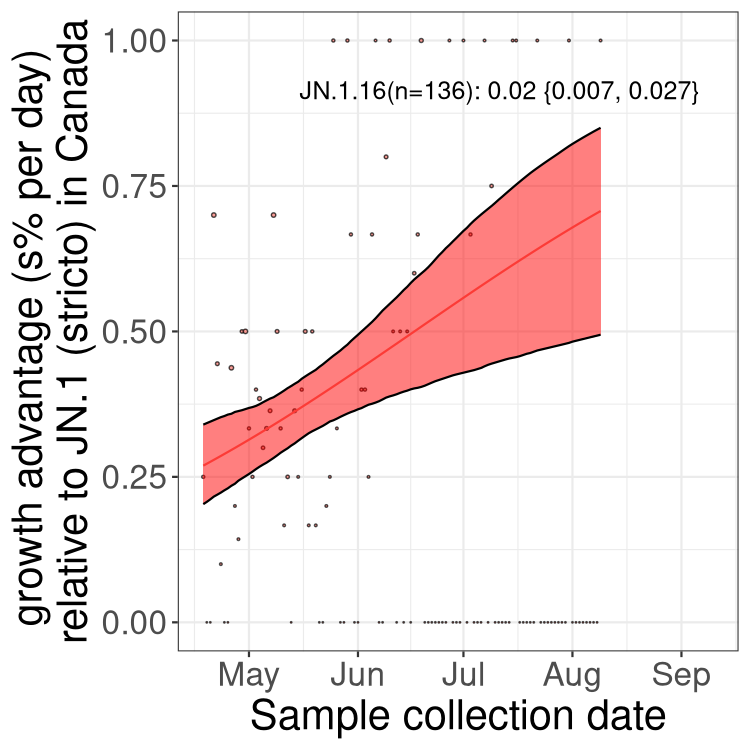 growth advantage (s% per day)
relative to JN.1 (stricto) in Canada
1.00
0.75
0.50
0.25
0.00
JN.1.16(n=136): 0.02 {0.007, 0.027}
May Jun Jul Aug Sep
Sample collection date